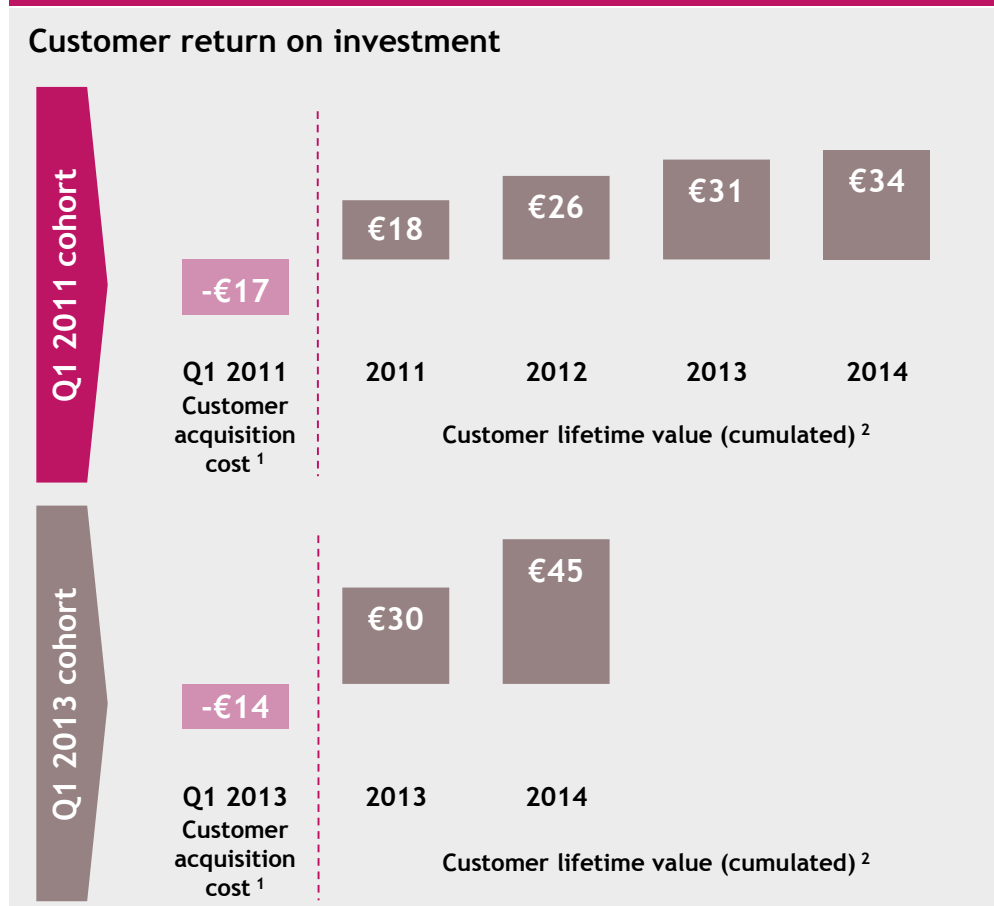 Customer return on investment
Q1 2011 cohort
-€17
€18
€26
€31
€34
Q1 2011
2011
2012
2013
2014
Customer
acquisition
cost 1
Customer lifetime value (cumulated) 2
Q1 2013 cohort
-€14
€30
€45
Q1 2013
2013
2014
Customer
acquisition
cost 1
Customer lifetime value (cumulated) 2